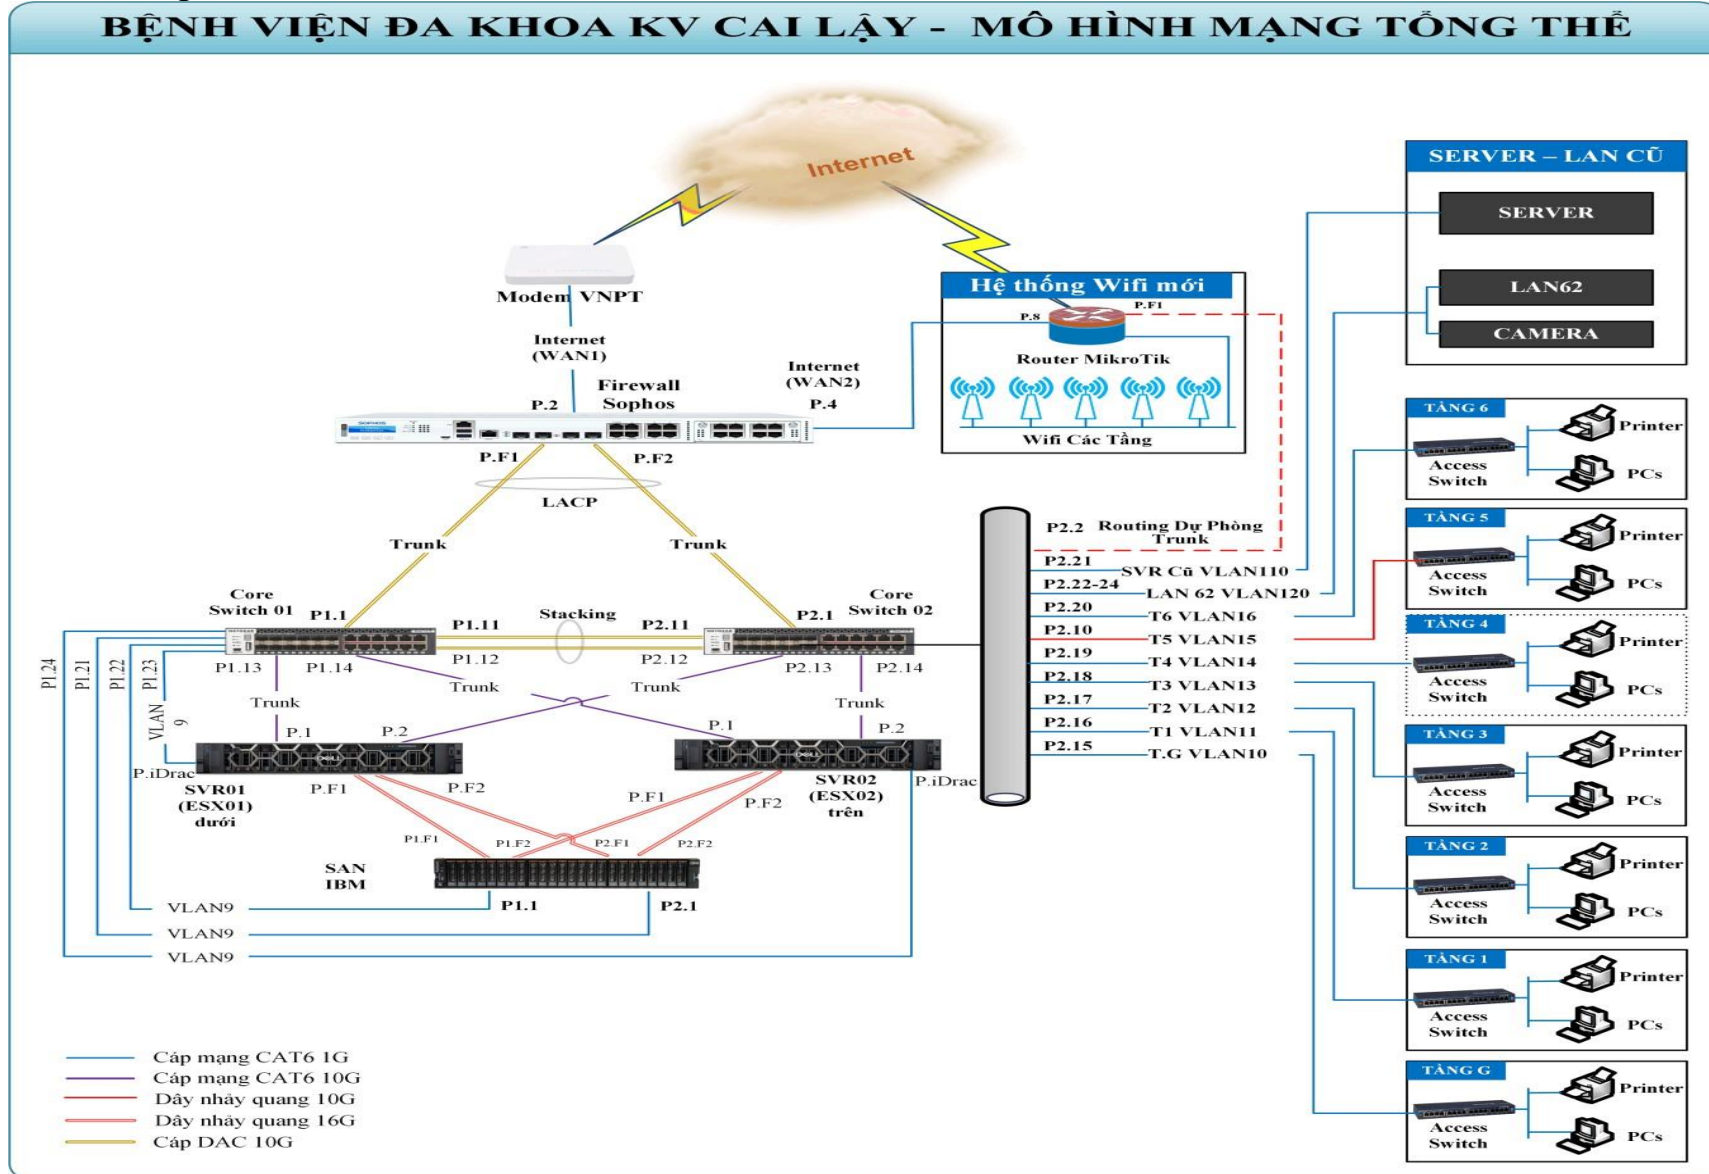 BỆNH VIỆN ĐA KHOA KV CAI LẬY - MÔ HÌNH MẠNG TỔNG THỂ
Internet
Modem VNPT
Internet
(WAN1)
P.2
Firewall
Sophos
SOPHOS
Internet
(WAN2)
P.4
Hệ thống Wifi mới
P.F1
P.8
Router MikroTik
Wifi Các Tầng
P.F1
P.F2
LACP
Trunk
Trunk
Core
Switch 01
P1.1
P1.11
Stacking
P2.11
P2.1
Core
Switch 02
P1.13
P1.14
P1.12
P2.12
P2.13
P2.14
Trunk
Trunk
Trunk
Trunk
P1.24
P1.21
P1.22
P1.23
VLAN
9
P.1
P.2
P.1
P.2
DELL
DELL
P.iDrac
SVR01
(ESX01)
dưới
P.F1
P.F2
P.F1
P.F2
SVR02
(ESX02)
trên
P.iDrac
P1.F1
P1.F2
P2.F1
P2.F2
SAN
IBM
P1.1
P2.1
VLAN9
VLAN9
VLAN9
P2.2 Routing Dự Phòng
Trunk
P2.21
SVR Cũ VLAN110
P2.22-24
LAN 62 VLAN120
P2.20
T6 VLAN16
P2.10
T5 VLAN15
P2.19
T4 VLAN14
P2.18
T3 VLAN13
P2.17
T2 VLAN12
P2.16
T1 VLAN11
P2.15
T.G VLAN10
SERVER – LAN CŨ
SERVER
LAN62
CAMERA
TẦNG 6
Printer
Access
Switch
PCs
TẦNG 5
Printer
Access
Switch
PCs
TẦNG 4
Printer
Access
Switch
PCs
TẦNG 3
Printer
Access
Switch
PCs
TẦNG 2
Printer
Access
Switch
PCs
TẦNG 1
Printer
Access
Switch
PCs
TẦNG G
Printer
Access
Switch
PCs
Cáp mạng CAT6 1G
Cáp mạng CAT6 10G
Dây nhảy quang 10G
Dây nhảy quang 16G
Cáp DAC 10G